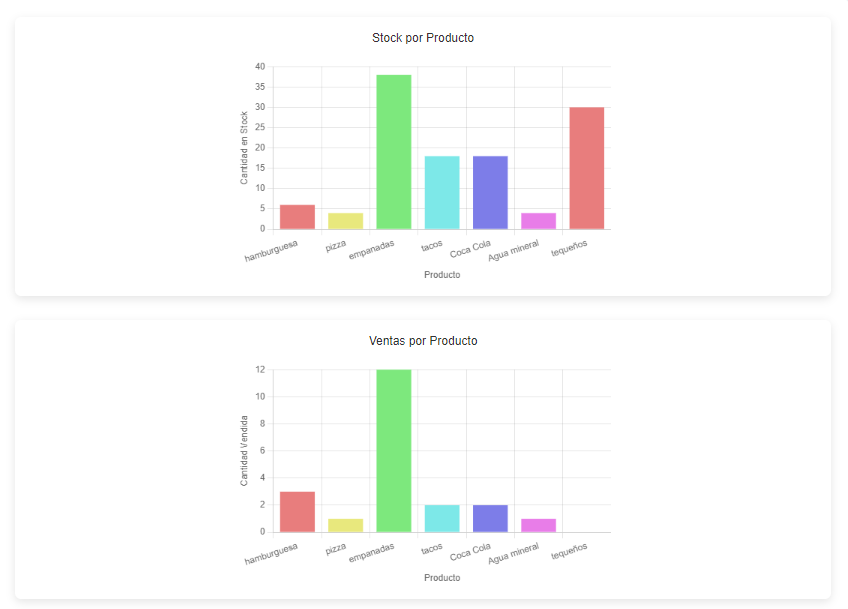 Stock por Producto
40
35
30
25
20
15
10
5
0
Cantidad en Stock
hamburguesa
pizza
empanadas
tacos
Coca Cola
Agua mineral
tequeños
Producto
Ventas por Producto
12
10
8
6
4
2
0
Cantidad Vendida
hamburguesa
pizza
empanadas
tacos
Coca Cola
Agua mineral
tequeños
Producto